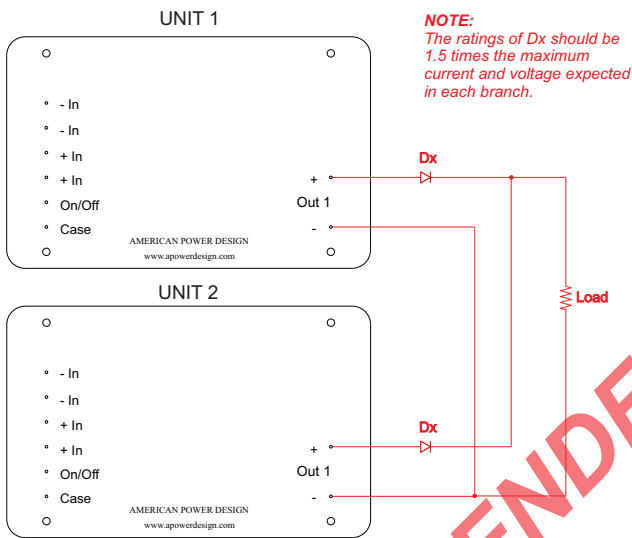 UNIT 1
NOTE:
The ratings of Dx should be
1.5 times the maximum
current and voltage expected
in each branch.
- In
- In
+ In
+ In
On/Off
Case
+
Out 1
-
AMERICAN POWER DESIGN
www.apowerdesign.com
Dx
Load
UNIT 2
- In
- In
+ In
+ In
On/Off
Case
+
Out 1
-
AMERICAN POWER DESIGN
www.apowerdesign.com
Dx
ENDE